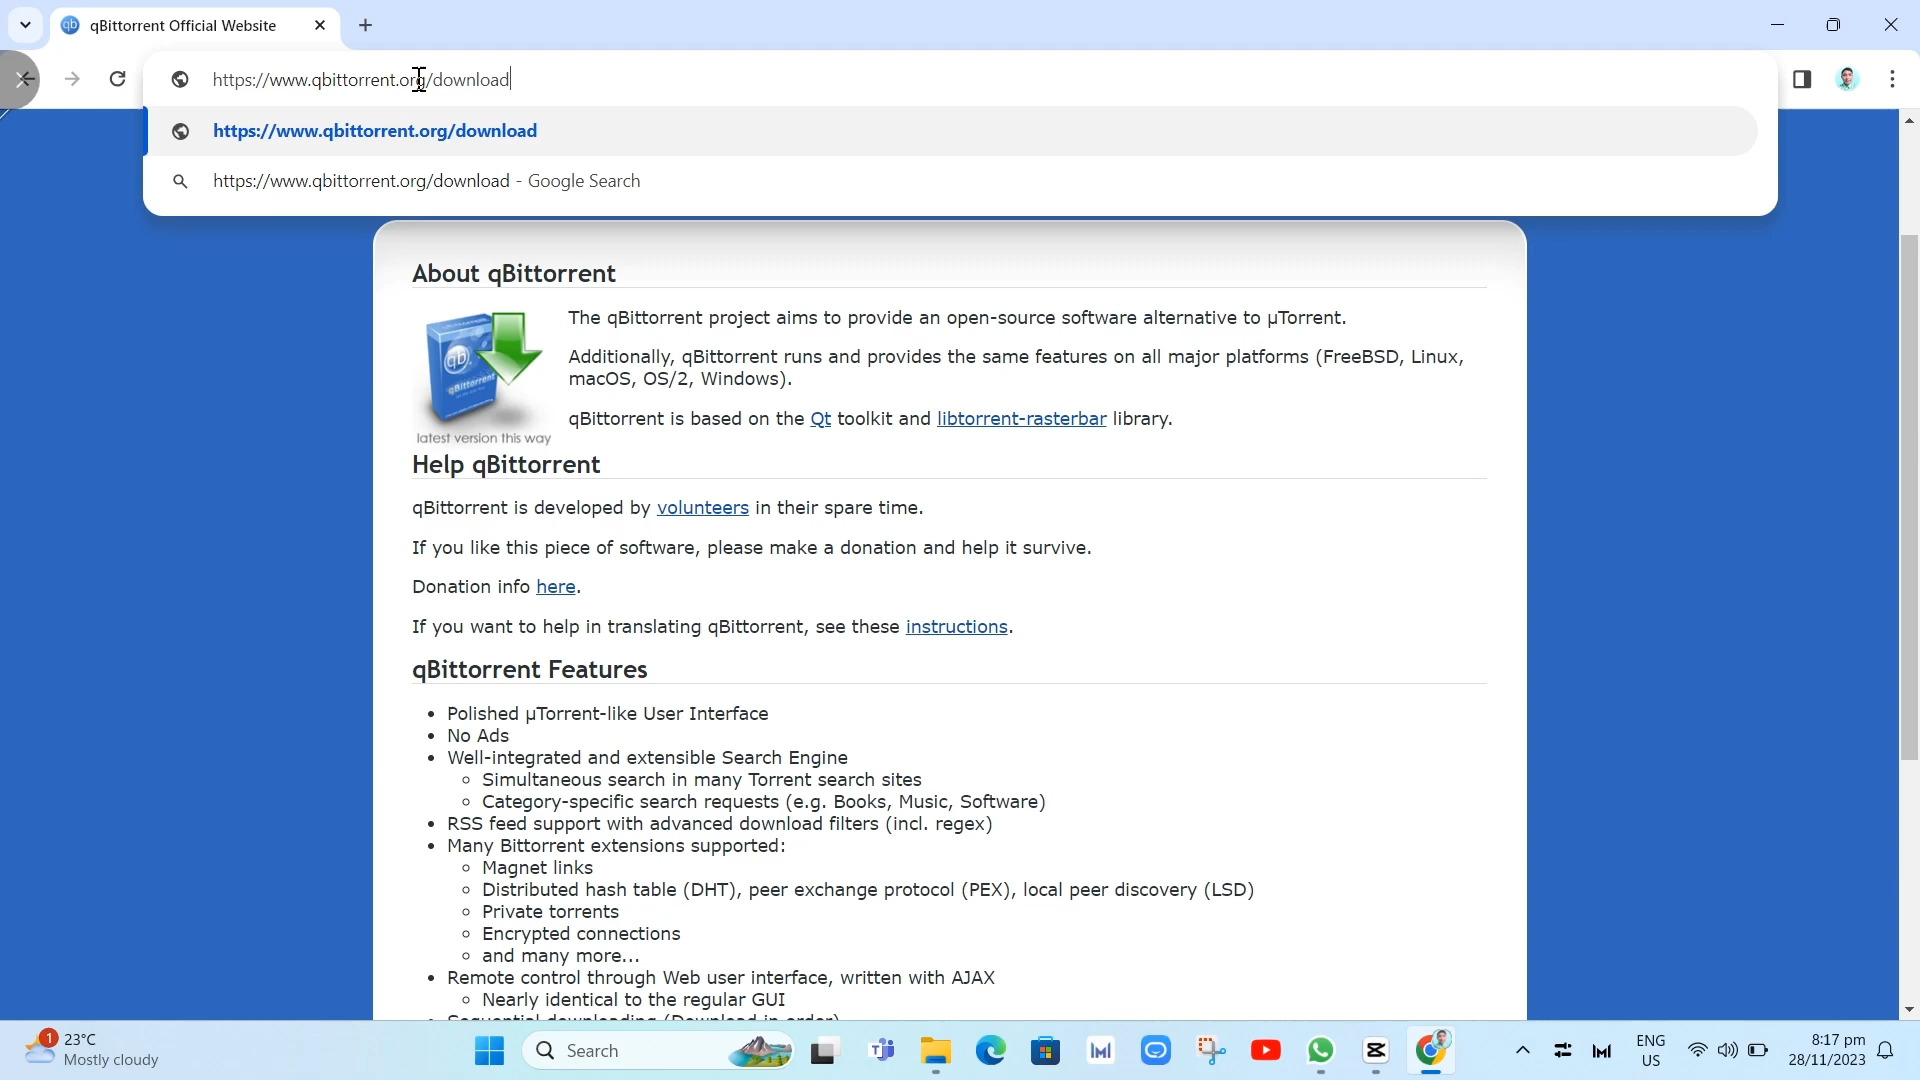 qBittorrent Official Website
https://www.qbittorrent.org/download
https://www.qbittorrent.org/download
https://www.qbittorrent.org/download - Google Search
About qBittorrent
The qBittorrent project aims to provide an open-source software alternative to µTorrent.
Additionally, qBittorrent runs and provides the same features on all major platforms (FreeBSD, Linux,
macOS, OS/2, Windows).
qBittorrent is based on the Qt toolkit and libtorrent-rasterbar library.
qb
qBittorrent
latest version this way
Help qBittorrent
qBittorrent is developed by volunteers in their spare time.
If you like this piece of software, please make a donation and help it survive.
Donation info here.
If you want to help in translating qBittorrent, see these instructions.
qBittorrent Features
• Polished µTorrent-like User Interface
• No Ads
• Well-integrated and extensible Search Engine
Simultaneous search in many Torrent search sites
Category-specific search requests (e.g. Books, Music, Software)
• RSS feed support with advanced download filters (incl. regex)
• Many Bittorrent extensions supported:
Magnet links
Distributed hash table (DHT), peer exchange protocol (PEX), local peer discovery (LSD)
Private torrents
Encrypted connections
and many more...
• Remote control through Web user interface, written with AJAX
Nearly identical to the regular GUI
• Sequential downloading (Download in order)
1
23°C
Mostly cloudy
Search
ENG
US
8:17 pm
28/11/2023